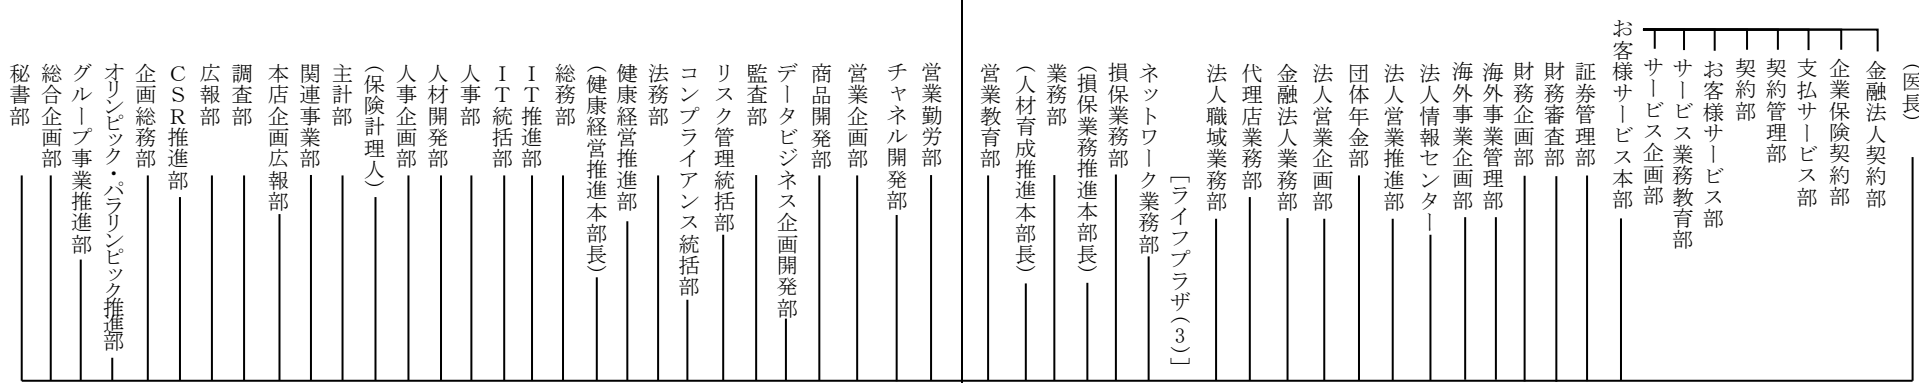 秘書部
総合企画部
グループ事業推進部
オリンピック・パラリンピック推進部
企画総務部
ＣＳＲ推進部
広報部
調査部
本店企画広報部
関連事業部
主計部
（保険計理人）
人事企画部
人材開発部
人事部
ＩＴ統括部
ＩＴ推進部
総務部
（健康経営推進本部長）
健康経営推進部
法務部
コンプライアンス統括部
リスク管理統括部
監査部
データビジネス企画開発部
商品開発部
営業企画部
チャネル開発部
営業勤労部
営業教育部
（人材育成推進本部長）
業務部
（損保業務推進本部長）
損保業務部
ネットワーク業務部
［ライフプラザ（３）］
法人職域業務部
代理店業務部
金融法人業務部
法人営業企画部
団体年金部
法人営業推進部
法人情報センター
海外事業企画部
海外事業管理部
財務企画部
財務審査部
証券管理部
お客様サービス本部
サービス企画部
サービス業務教育部
お客様サービス部
契約部
契約管理部
支払サービス部
企業保険契約部
金融法人契約部
（医長）